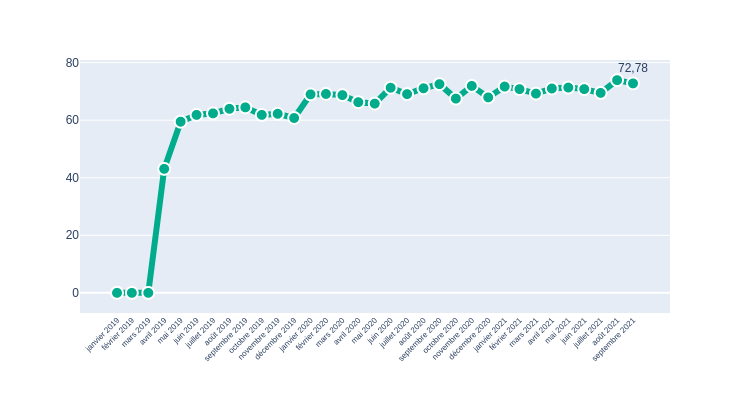 80
72,78
60
40
20
0
janvier 2019
février 2019
mars 2019
avril 2019
mai 2019
juin 2019
juillet 2019
août 2019
septembre 2019
octobre 2019
novembre 2019
décembre 2019
janvier 2020
février 2020
mars 2020
avril 2020
mai 2020
juin 2020
juillet 2020
août 2020
septembre 2020
octobre 2020
novembre 2020
décembre 2020
janvier 2021
février 2021
mars 2021
avril 2021
mai 2021
juin 2021
juillet 2021
août 2021
septembre 2021